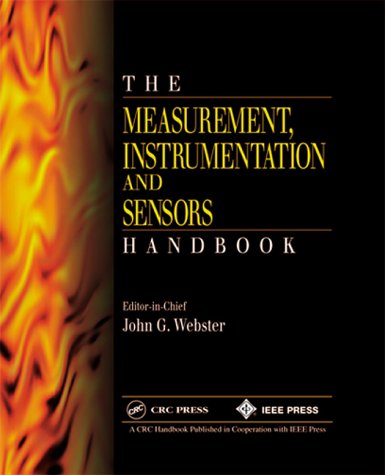 THE
MEASUREMENT,
INSTRUMENTATION
AND
SENSORS
HANDBOOK
Editor-in-Chief
John G. Webster
CRC CRC PRESS IEEE PRESS
A CRC Handbook Published in Cooperation with IEEE Press